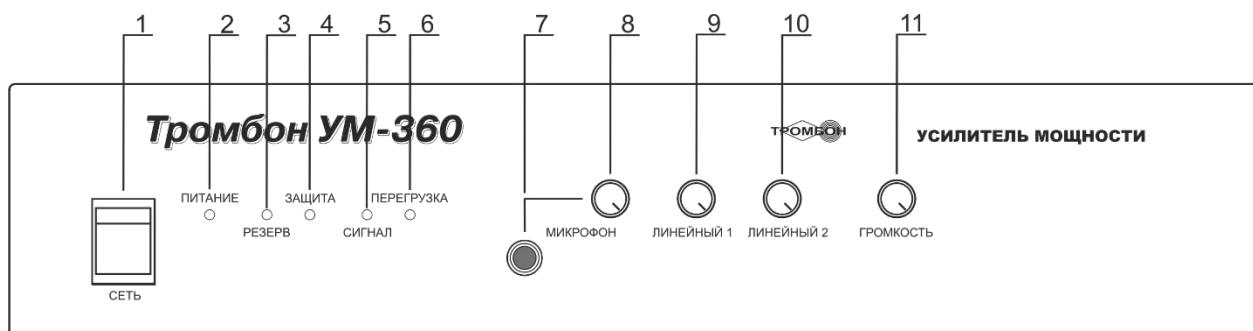 1 2 3 4 5 6 7 8 9 10 11
Тромбон УМ-360
ТРОМБОН
УСИЛИТЕЛЬ МОЩНОСТИ
ПИТАНИЕ ЗАЩИТА ПЕРЕГРУЗКА
РЕЗЕРВ СИГНАЛ МИКРОФОН ЛИНЕЙНЫЙ 1 ЛИНЕЙНЫЙ 2 ГРОМКОСТЬ
СЕТЬ